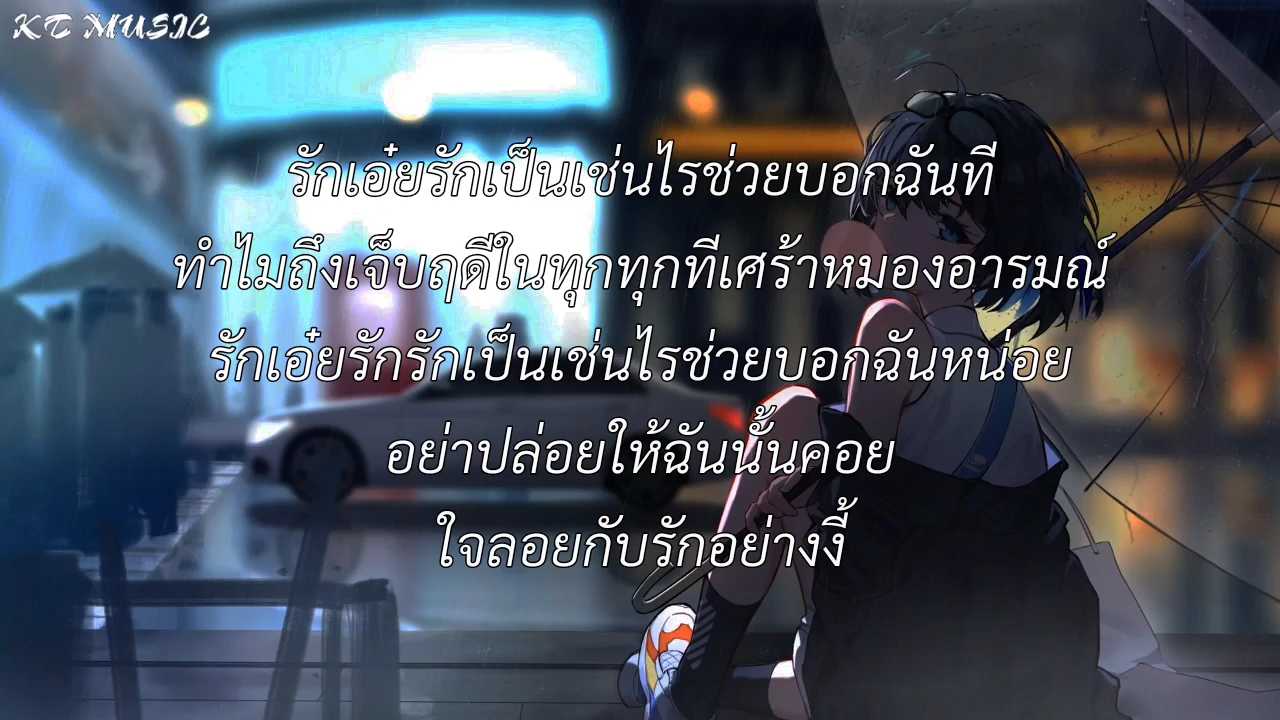 KT MUSIC
รักเอ๋ยรักเป็นเช่นไรช่วยบอกฉันที
ทำไมถึงเจ็บฤดีในทุกทุกทีเศร้าหมองอารมณ์
รักเอ๋ยรักรักเป็นเช่นไรช่วยบอกฉันหน่อย
อย่าปล่อยให้ฉันนั้นคอย
ใจลอยกับรักอย่างงี้